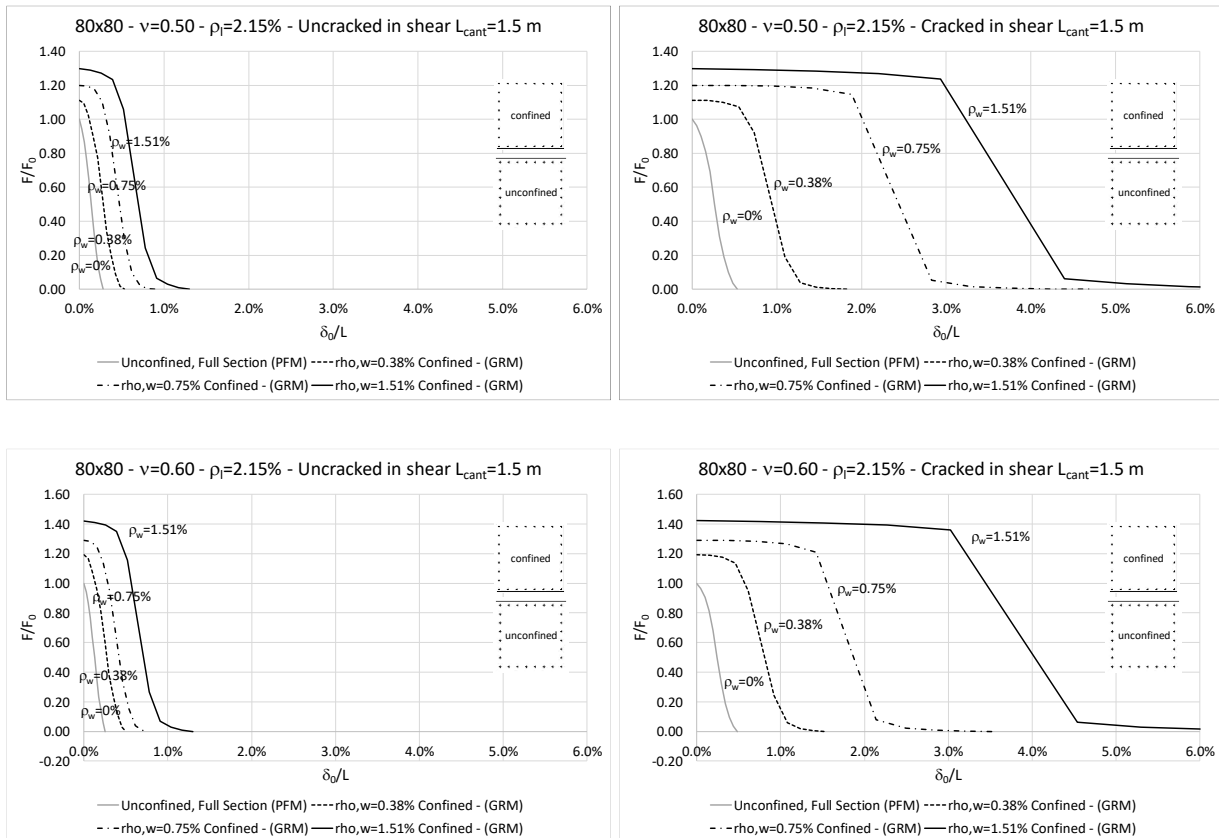 80x80 - ν=0.50 - ρl=2.15% - Uncracked in shear Lcant=1.5 m
1.40
1.20
1.00
0.80
0.60
0.40
0.20
0.00
F/F0
ρw=1.51%
ρw=0.75%
ρw=0.38%
ρw=0%
confined
unconfined
0.0% 1.0% 2.0% 3.0% 4.0% 5.0% 6.0%
δ0/L
Unconfined, Full Section (PFM) rho,w=0.38% Confined - (GRM)
rho,w=0.75% Confined - (GRM) rho,w=1.51% Confined - (GRM)
80x80 - ν=0.50 - ρl=2.15% - Cracked in shear Lcant=1.5 m
1.40
1.20
1.00
0.80
0.60
0.40
0.20
0.00
F/F0
ρw=1.51%
ρw=0.75%
ρw=0.38%
ρw=0%
confined
unconfined
0.0% 1.0% 2.0% 3.0% 4.0% 5.0% 6.0%
δ0/L
Unconfined, Full Section (PFM) rho,w=0.38% Confined - (GRM)
rho,w=0.75% Confined - (GRM) rho,w=1.51% Confined - (GRM)
80x80 - ν=0.60 - ρl=2.15% - Uncracked in shear Lcant=1.5 m
1.60
1.40
1.20
1.00
0.80
0.60
0.40
0.20
0.00
-0.20
F/F0
ρw=1.51%
ρw=0.75%
ρw=0.38%
ρw=0%
confined
unconfined
0.0% 1.0% 2.0% 3.0% 4.0% 5.0% 6.0%
δ0/L
Unconfined, Full Section (PFM) rho,w=0.38% Confined - (GRM)
rho,w=0.75% Confined - (GRM) rho,w=1.51% Confined - (GRM)
80x80 - ν=0.60 - ρl=2.15% - Cracked in shear Lcant=1.5 m
1.60
1.40
1.20
1.00
0.80
0.60
0.40
0.20
0.00
-0.20
F/F0
ρw=1.51%
ρw=0.75%
ρw=0.38%
ρw=0%
confined
unconfined
0.0% 1.0% 2.0% 3.0% 4.0% 5.0% 6.0%
δ0/L
Unconfined, Full Section (PFM) rho,w=0.38% Confined - (GRM)
rho,w=0.75% Confined - (GRM) rho,w=1.51% Confined - (GRM)